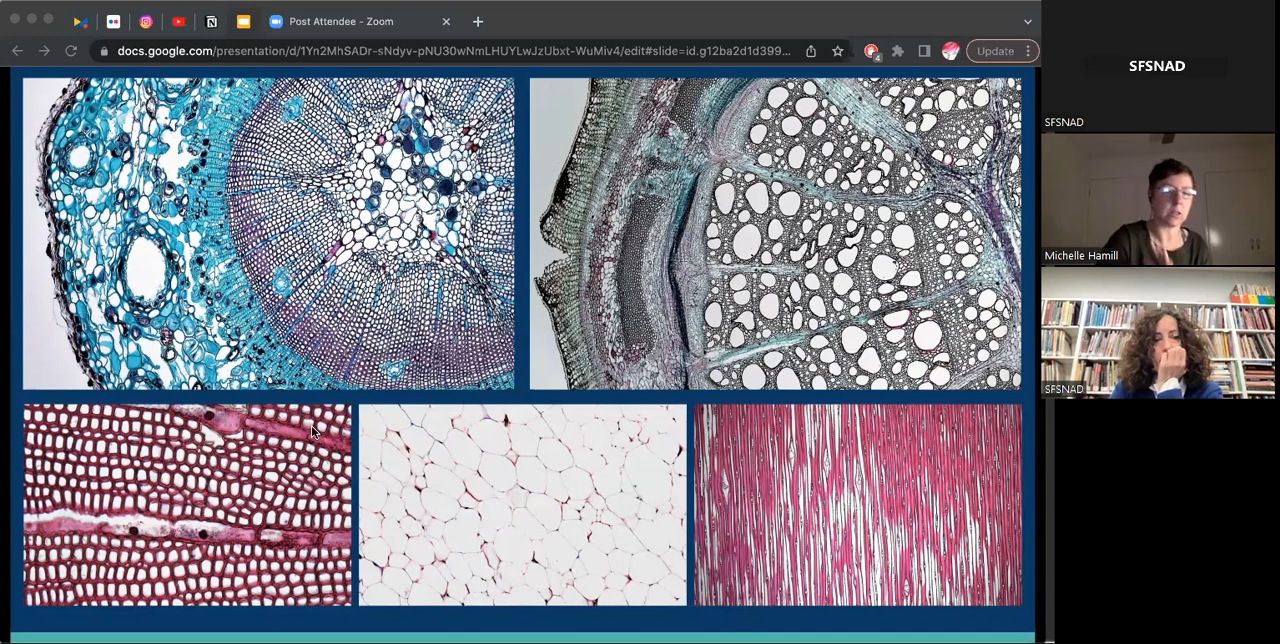 Post Attendee - Zoom
docs.google.com/presentation/d/1Yn2MhSADr-sNdyv-pNU30wNmLHUYLwJzUbxt-WuMiv4/edit#slide=id.g12ba2d1d399...
4
Update
SFSNAD
SFSNAD
Michelle Hamill
SFSNAD